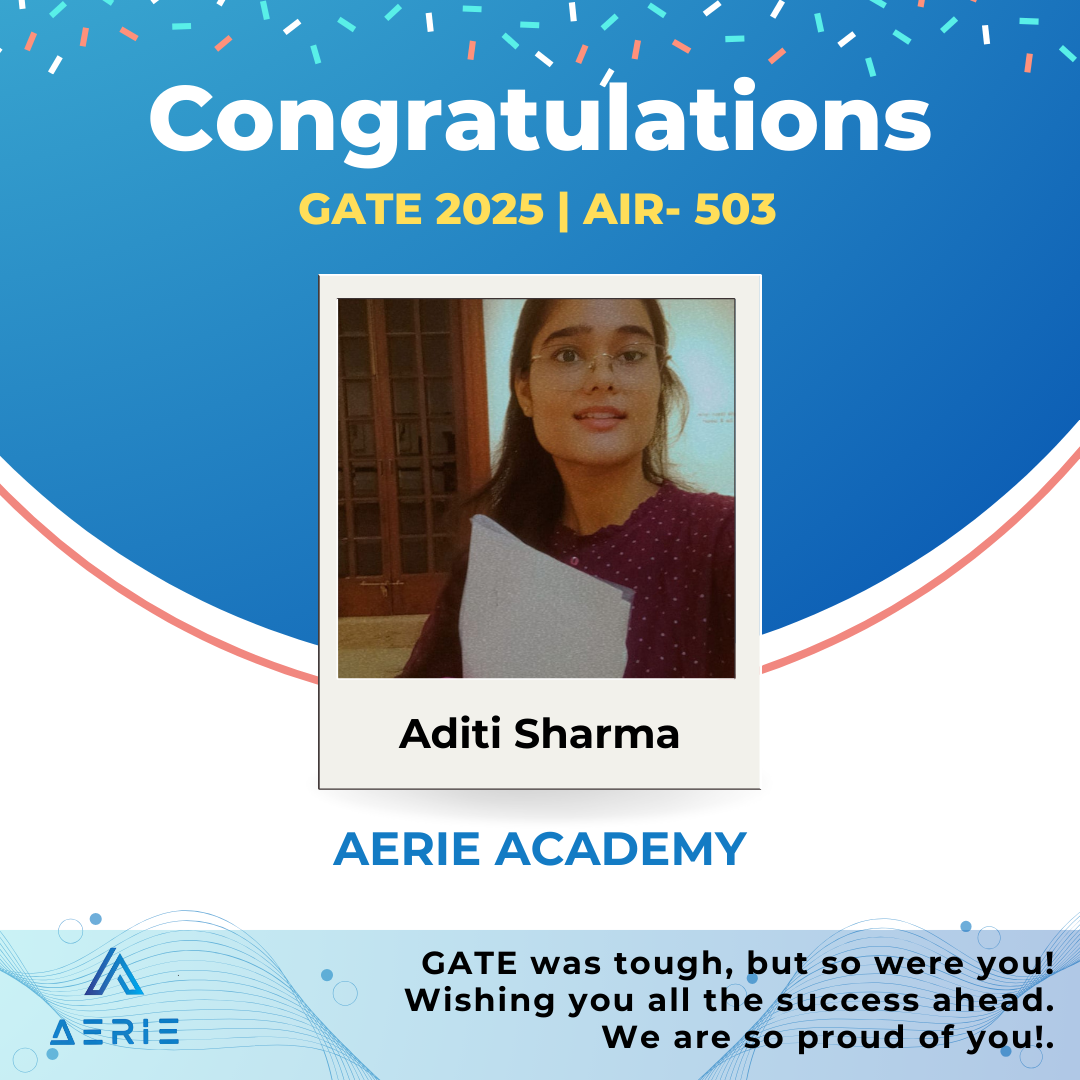 Congratulations
GATE 2025 | AIR- 503
Aditi Sharma
AERIE ACADEMY
GATE was tough, but so were you!
Wishing you all the success ahead.
We are so proud of you!.
AERiE